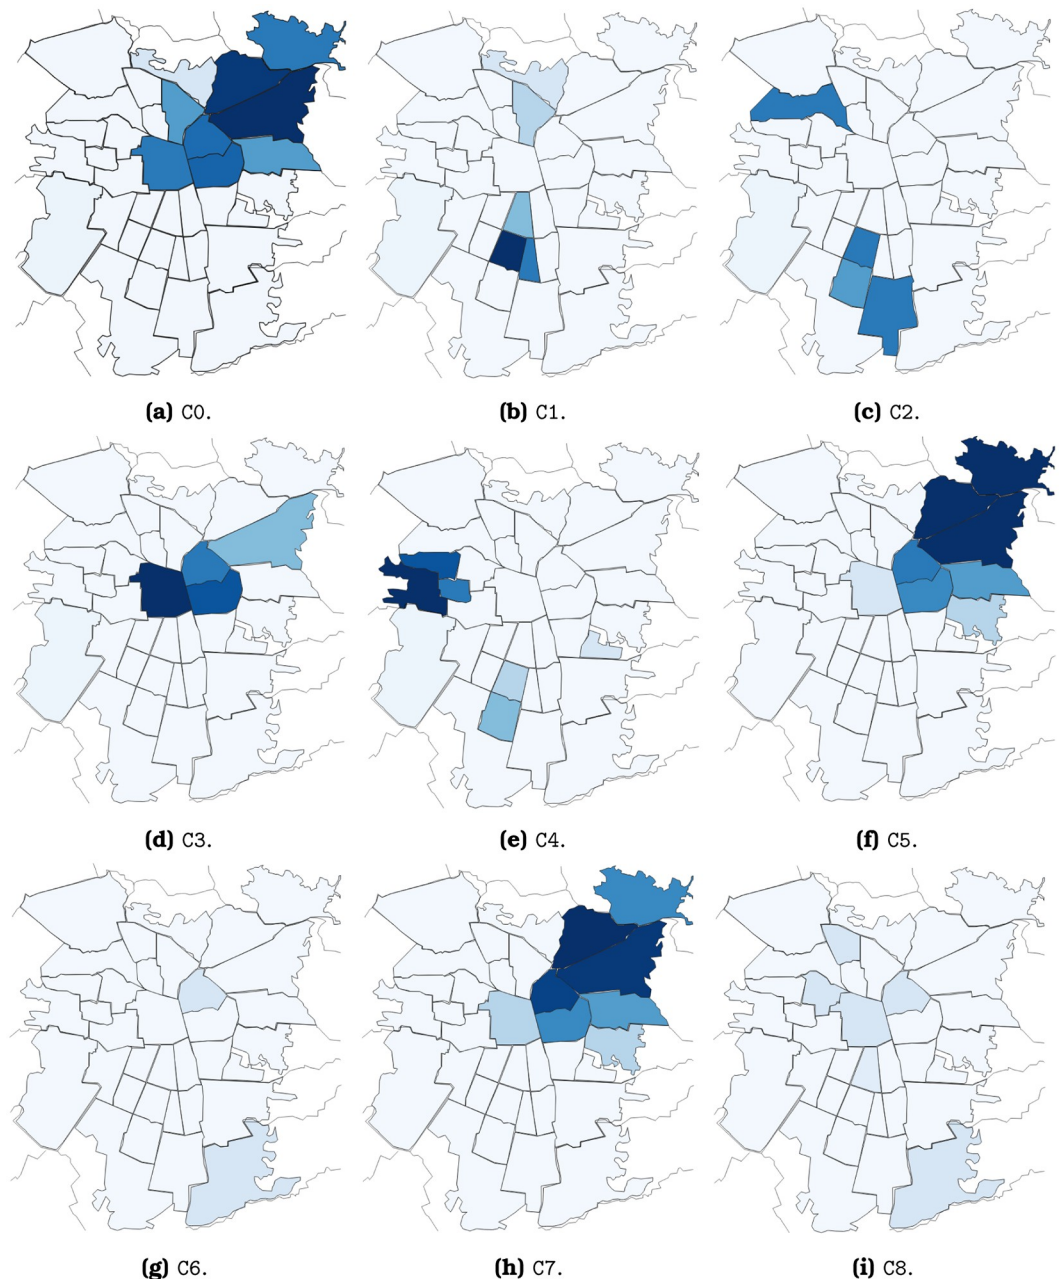 (a) C0.
(b) C1.
(c) C2.
(d) C3.
(e) C4.
(f) C5.
(g) C6.
(h) C7.
(i) C8.